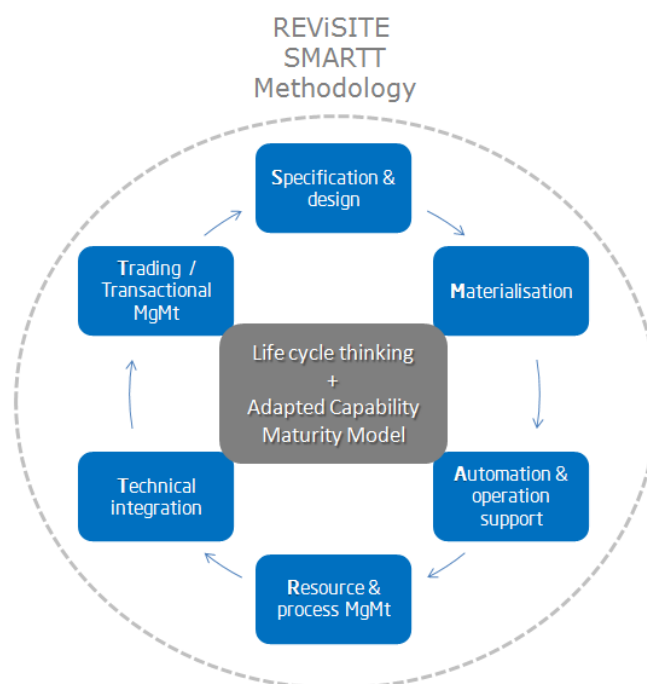 REViSITE
SMARTT
Methodology
Specification &
design
Materialisation
Automation &
operation
support
Resource &
process MgMt
Technical
integration
Trading /
Transactional
MgMt
Life cycle thinking
+
Adapted Capability
Maturity Model